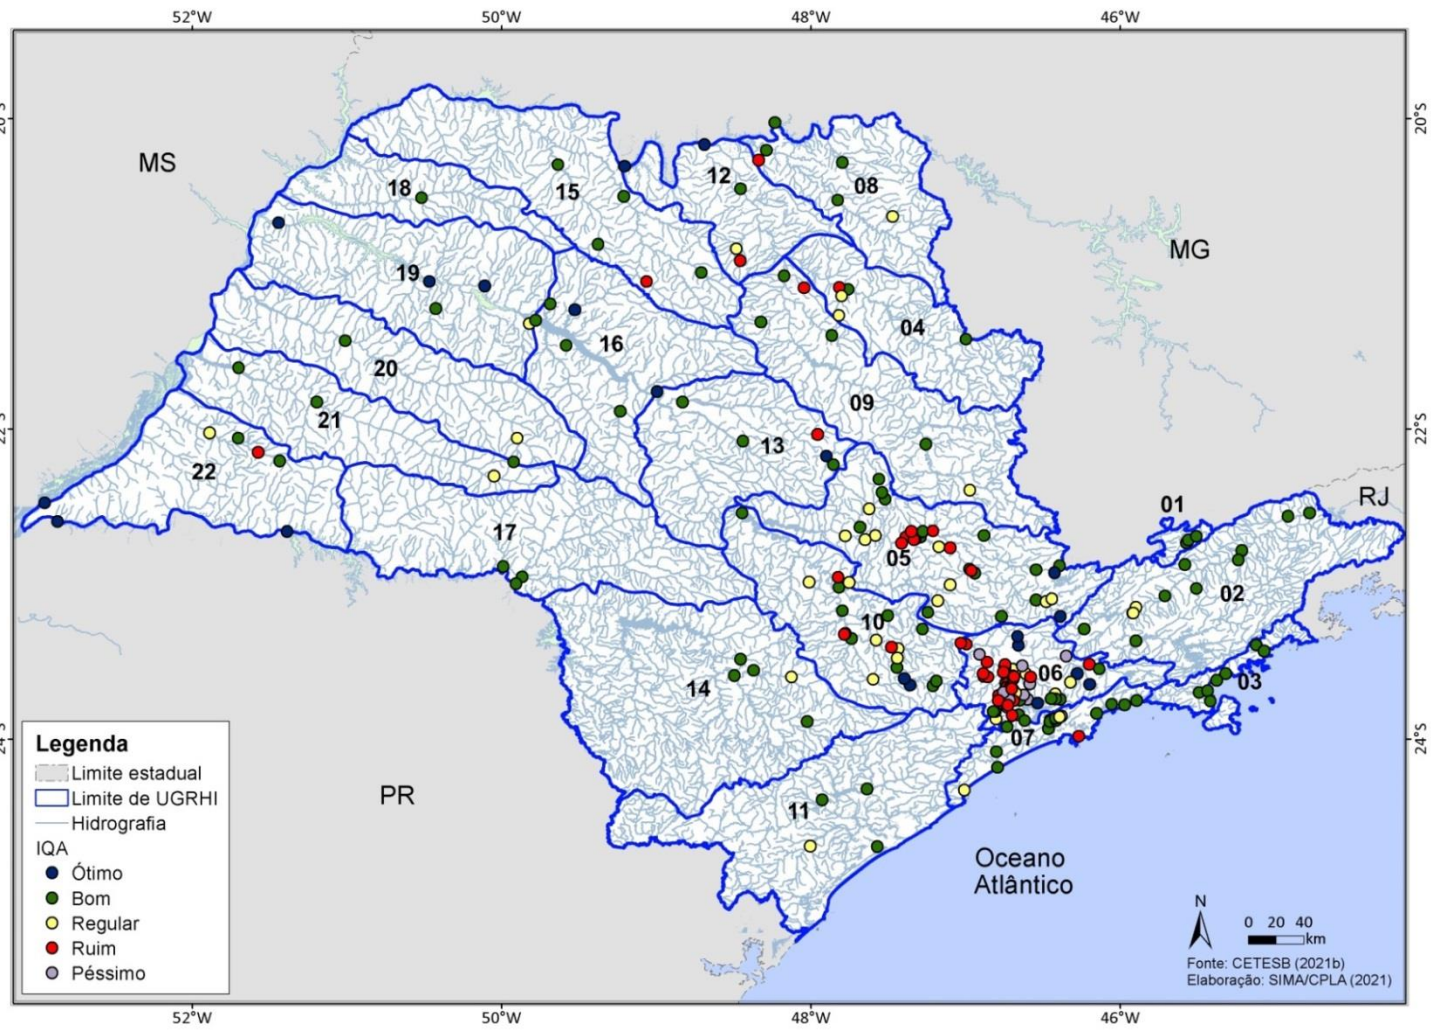 52°W 50°W 48°W 46°W
20°S 20°S
22°S 22°S
24°S 24°S
MS
MG
RJ
PR
18
15
12
08
19
04
16
20
09
21
13
22
17
01
05
02
10
14
06
03
07
11
Oceano
Atlântico
Legenda
Limite estadual
Limite de UGRHI
Hidrografia
IQA
Ótimo
Bom
Regular
Ruim
Péssimo
N
0 20 40
km
Fonte: CETESB (2021b)
Elaboração: SIMA/CPLA (2021)
52°W 50°W 48°W 46°W